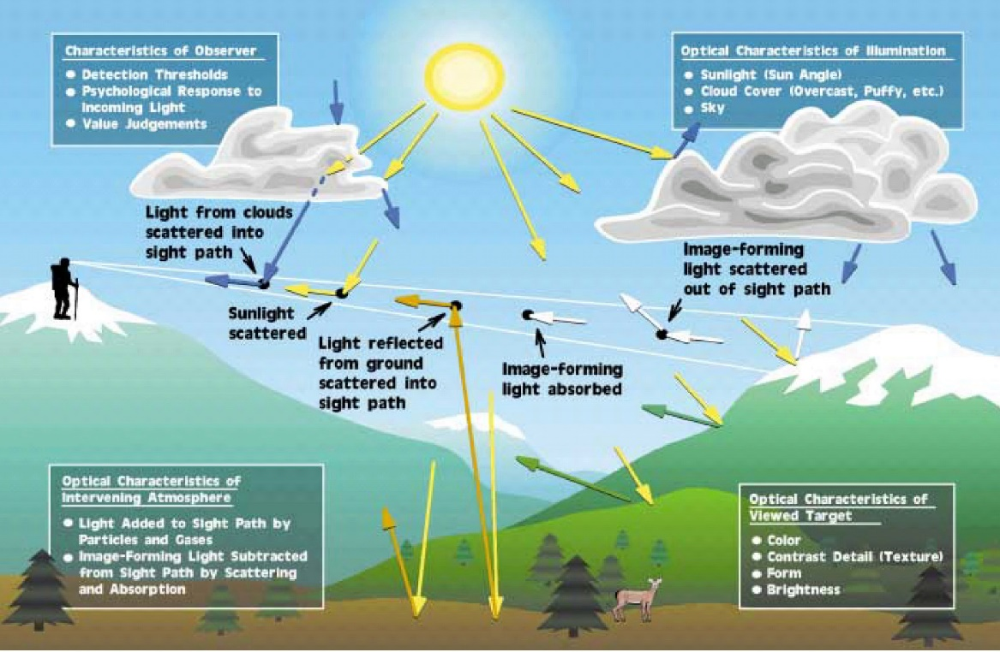 Characteristics of Observer
● Detection Thresholds
● Psychological Response to
Incoming Light
● Value Judgements
Optical Characteristics of Illumination
● Sunlight (Sun Angle)
● Cloud Cover (Overcast, Puffy, etc.)
● Sky
Light from clouds
scattered into
sight path
Sunlight
scattered
Light reflected
from ground
scattered into
sight path
Image-forming
light absorbed
Image-forming
light scattered
out of sight path
Optical Characteristics of
Intervening Atmosphere
● Light Added to Sight Path by
Particles and Gases
● Image-Forming Light Subtracted
from Sight Path by Scattering
and Absorption
Optical Characteristics of
Viewed Target
● Color
● Contrast Detail (Texture)
● Form
● Brightness